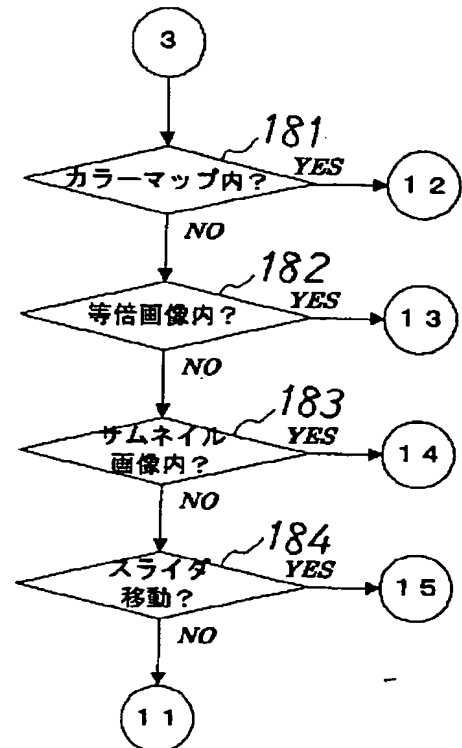 3
181
カラーマップ内？
YES
12
NO
182
等倍画像内？
YES
13
NO
183
サムネイル
画像内？
YES
14
NO
184
スライダ
移動？
YES
15
NO
11